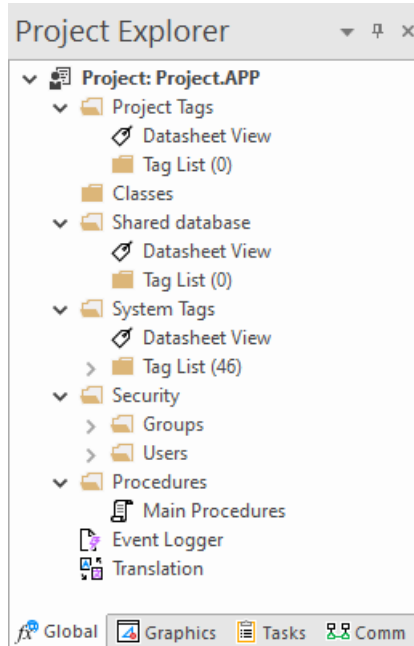 Project Explorer
Project: Project.APP
Project Tags
Datasheet View
Tag List (0)
Classes
Shared database
Datasheet View
Tag List (0)
System Tags
Datasheet View
Tag List (46)
Security
Groups
Users
Procedures
Main Procedures
Event Logger
Translation
fx Global Graphics Tasks Comm